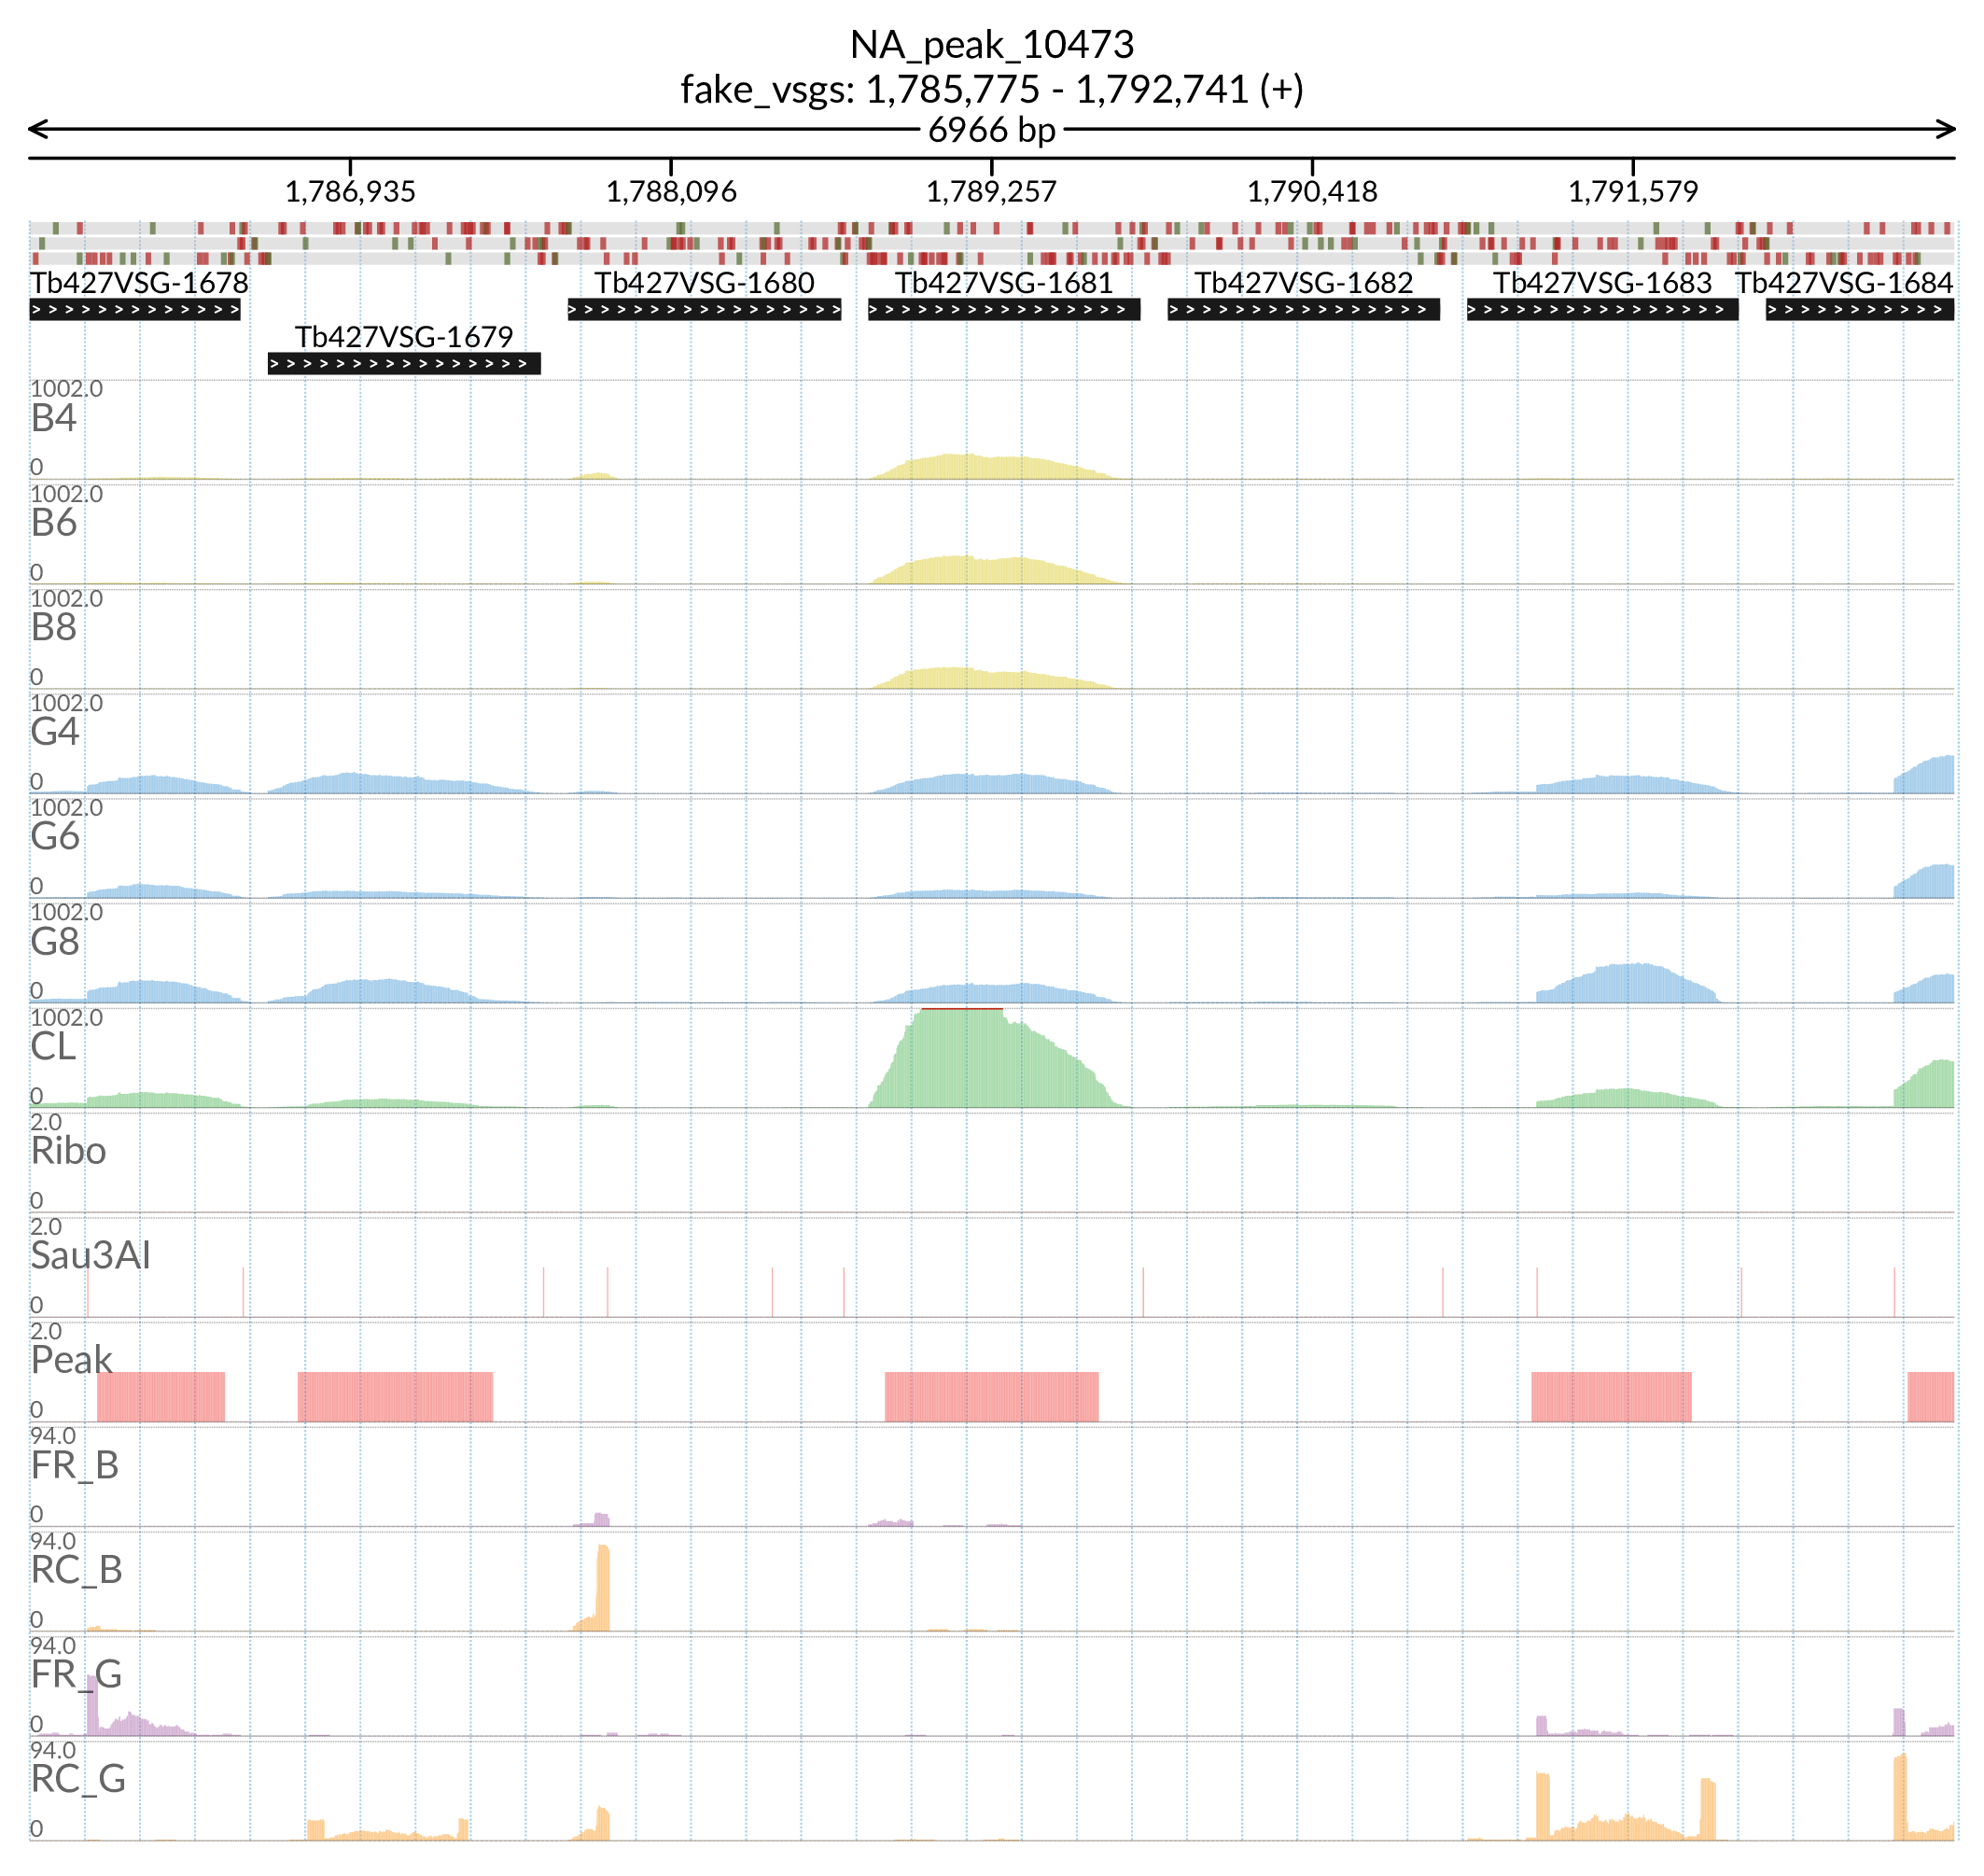 NA_peak_10473
fake_vsgs: 1,785,775 - 1,792,741 (+)
6966 bp
1,786,935 1,788,096 1,789,257 1,790,418 1,791,579
Tb427VSG-1678 Tb427VSG-1680 Tb427VSG-1681 Tb427VSG-1682 Tb427VSG-1683 Tb427VSG-1684
Tb427VSG-1679
1002.0
B4
0
1002.0
B6
0
1002.0
B8
0
1002.0
G4
0
1002.0
G6
0
1002.0
G8
0
1002.0
CL
0
2.0
Ribo
0
2.0
Sau3AI
0
2.0
Peak
0
94.0
FR_B
0
94.0
RC_B
0
94.0
FR_G
0
94.0
RC_G
0